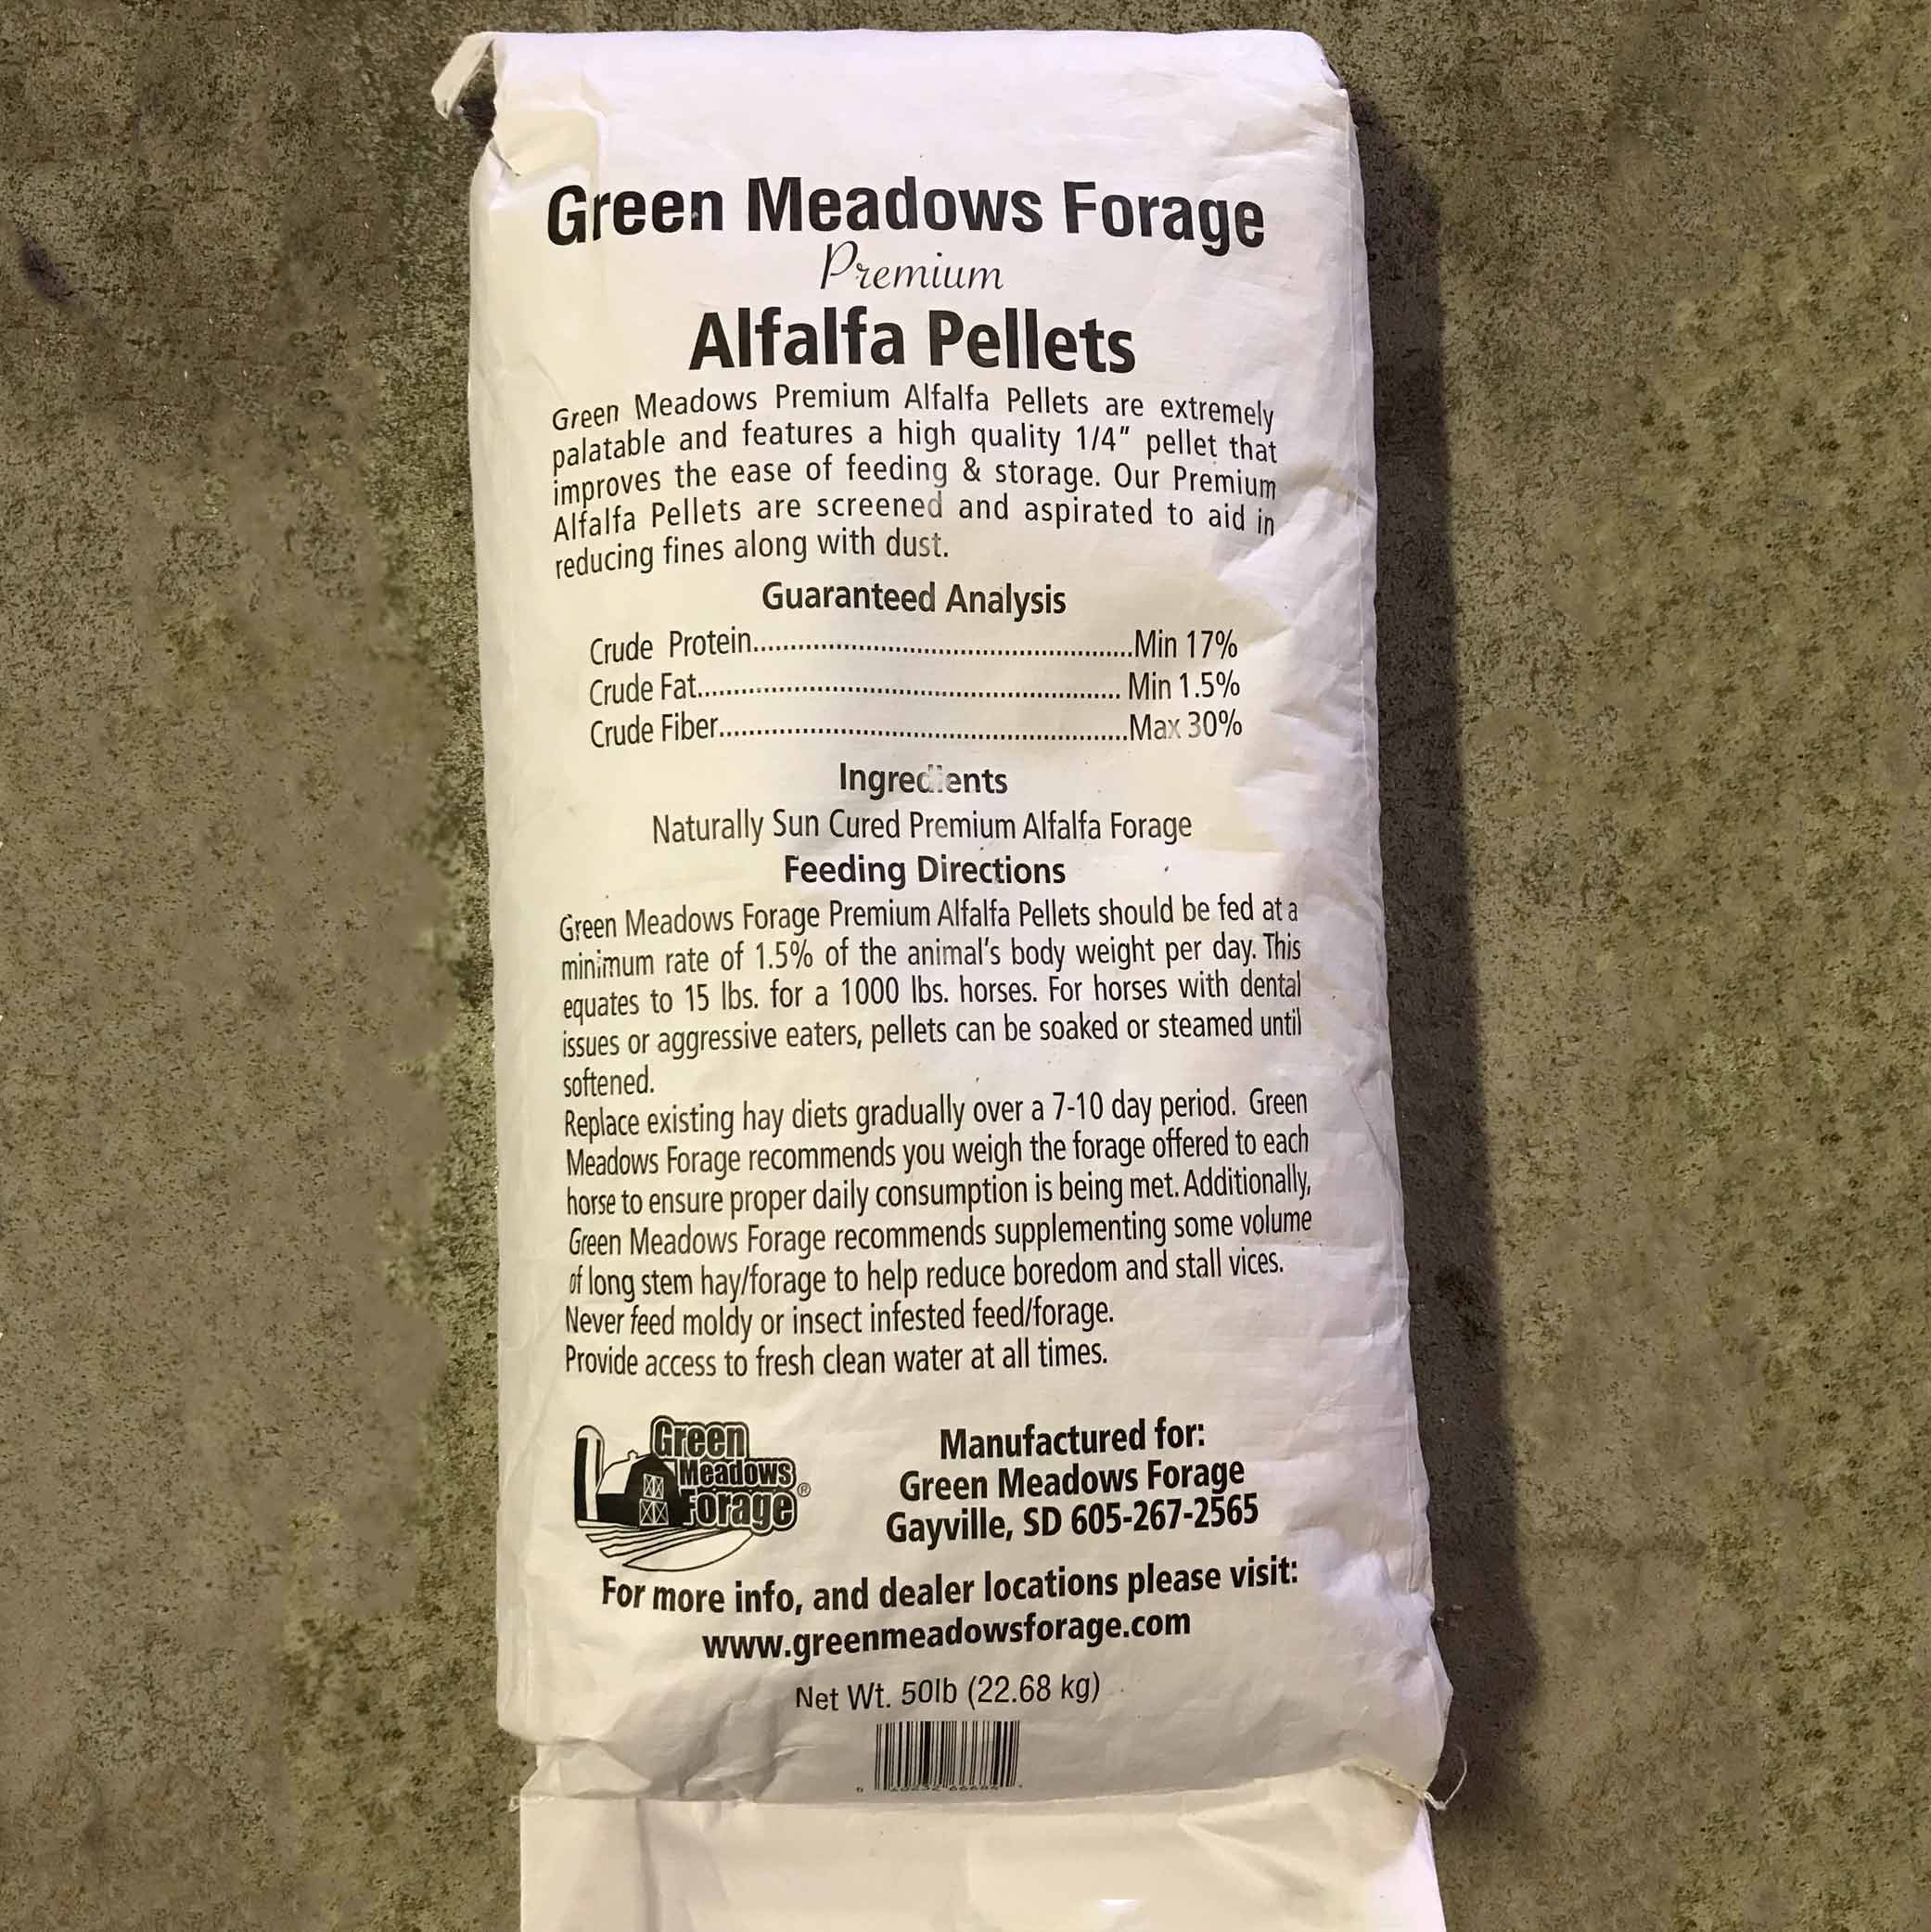 Green Meadows Forage
Premium
Alfalfa Pellets
Green Meadows Premium Alfalfa Pellets are extremely
palatable and features a high quality 1/4" pellet that
improves the ease of feeding & storage. Our Premium
Alfalfa Pellets are screened and aspirated to aid in
reducing fines along with dust.
Guaranteed Analysis
Crude Protein..................................................Min 17%
Crude Fat....................................................... Min 1.5%
Crude Fiber.....................................................Max 30%
Ingredients
Naturally Sun Cured Premium Alfalfa Forage
Feeding Directions
Green Meadows Forage Premium Alfalfa Pellets should be fed at a
minimum rate of 1.5% of the animal's body weight per day. This
equates to 15 lbs. for a 1000 lbs. horses. For horses with dental
issues or aggressive eaters, pellets can be soaked or steamed until
softened.
Replace existing hay diets gradually over a 7-10 day period. Green
Meadows Forage recommends you weigh the forage offered to each
horse to ensure proper daily consumption is being met. Additionally,
Green Meadows Forage recommends supplementing some volume
of long stem hay/forage to help reduce boredom and stall vices.
Never feed moldy or insect infested feed/forage.
Provide access to fresh clean water at all times.
Green
Meadows
Forage®
Manufactured for:
Green Meadows Forage
Gayville, SD 605-267-2565
For more info, and dealer locations please visit:
www.greenmeadowsforage.com
Net Wt. 50lb (22.68 kg)